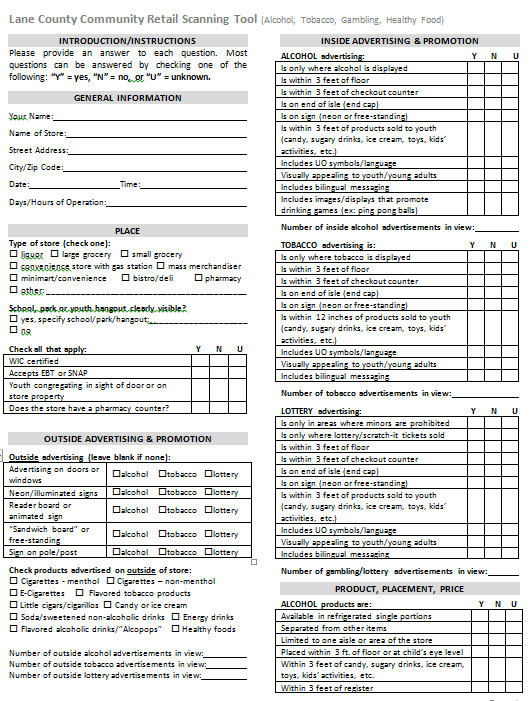 Lane County Community Retail Scanning Tool (Alcohol, Tobacco, Gambling, Healthy Food)
INTRODUCTION/INSTRUCTIONS
Please provide an answer to each question. Most
questions can be answered by checking one of the
following: "Y" = yes, "N" = no, or "U" = unknown.
GENERAL INFORMATION
Your Name:
Name of Store:
Street Address:
City/Zip Code:
Date: Time:
Days/Hours of Operation:
PLACE
Type of store (check one):
☐ liquor ☐ large grocery ☐ small grocery
☐ convenience store with gas station ☐ mass merchandiser
☐ minimart/convenience ☐ bistro/deli ☐ pharmacy
☐ other:
School, park or youth hangout clearly visible?
☐ yes, specify school/park/hangout:
☐ no
Check all that apply: Y N U
WIC certified
Accepts EBT or SNAP
Youth congregating in sight of door or on
store property
Does the store have a pharmacy counter?
OUTSIDE ADVERTISING & PROMOTION
Outside advertising (leave blank if none):
Advertising on doors or
windows ☐alcohol ☐tobacco ☐lottery
Neon/illuminated signs ☐alcohol ☐tobacco ☐lottery
Reader board or
animated sign ☐alcohol ☐tobacco ☐lottery
"Sandwich board" or
free-standing ☐alcohol ☐tobacco ☐lottery
Sign on pole/post ☐alcohol ☐tobacco ☐lottery
Check products advertised on outside of store:
☐ Cigarettes - menthol ☐ Cigarettes – non-menthol
☐ E-Cigarettes ☐ Flavored tobacco products
☐ Little cigars/cigarillos ☐ Candy or ice cream
☐ Soda/sweetened non-alcoholic drinks ☐ Energy drinks
☐ Flavored alcoholic drinks/"Alcopops" ☐ Healthy foods
Number of outside alcohol advertisements in view:
Number of outside tobacco advertisements in view:
Number of outside lottery advertisements in view:
INSIDE ADVERTISING & PROMOTION
ALCOHOL advertising: Y N U
Is only where alcohol is displayed
Is within 3 feet of floor
Is within 3 feet of checkout counter
Is on end of isle (end cap)
Is on sign (neon or free-standing)
Is within 3 feet of products sold to youth
(candy, sugary drinks, ice cream, toys, kids'
activities, etc.)
Includes UO symbols/language
Visually appealing to youth/young adults
Includes bilingual messaging
Includes images/displays that promote
drinking games (ex: ping pong balls)
Number of inside alcohol advertisements in view:
TOBACCO advertising is: Y N U
Is only where tobacco is displayed
Is within 3 feet of floor
Is within 3 feet of checkout counter
Is on end of isle (end cap)
Is on sign (neon or free-standing)
Is within 12 inches of products sold to youth
(candy, sugary drinks, ice cream, toys, kids'
activities, etc.)
Includes UO symbols/language
Visually appealing to youth/young adults
Includes bilingual messaging
Number of tobacco advertisements in view:
LOTTERY advertising: Y N U
Is only in areas where minors are prohibited
Is only where lottery/scratch-it tickets sold
Is within 3 feet of floor
Is within 3 feet of checkout counter
Is on end of isle (end cap)
Is on sign (neon or free-standing)
Is within 3 feet of products sold to youth
(candy, sugary drinks, ice cream, toys, kids'
activities, etc.)
Includes UO symbols/language
Visually appealing to youth/young adults
Includes bilingual messaging
Number of gambling/lottery advertisements in view:
PRODUCT, PLACEMENT, PRICE
ALCOHOL products are: Y N U
Available in refrigerated single portions
Separated from other items
Limited to one aisle or area of the store
Placed within 3 ft. of floor or at child's eye level
Within 3 feet of candy, sugary drinks, ice cream,
toys, kids' activities, etc.
Within 3 feet of register